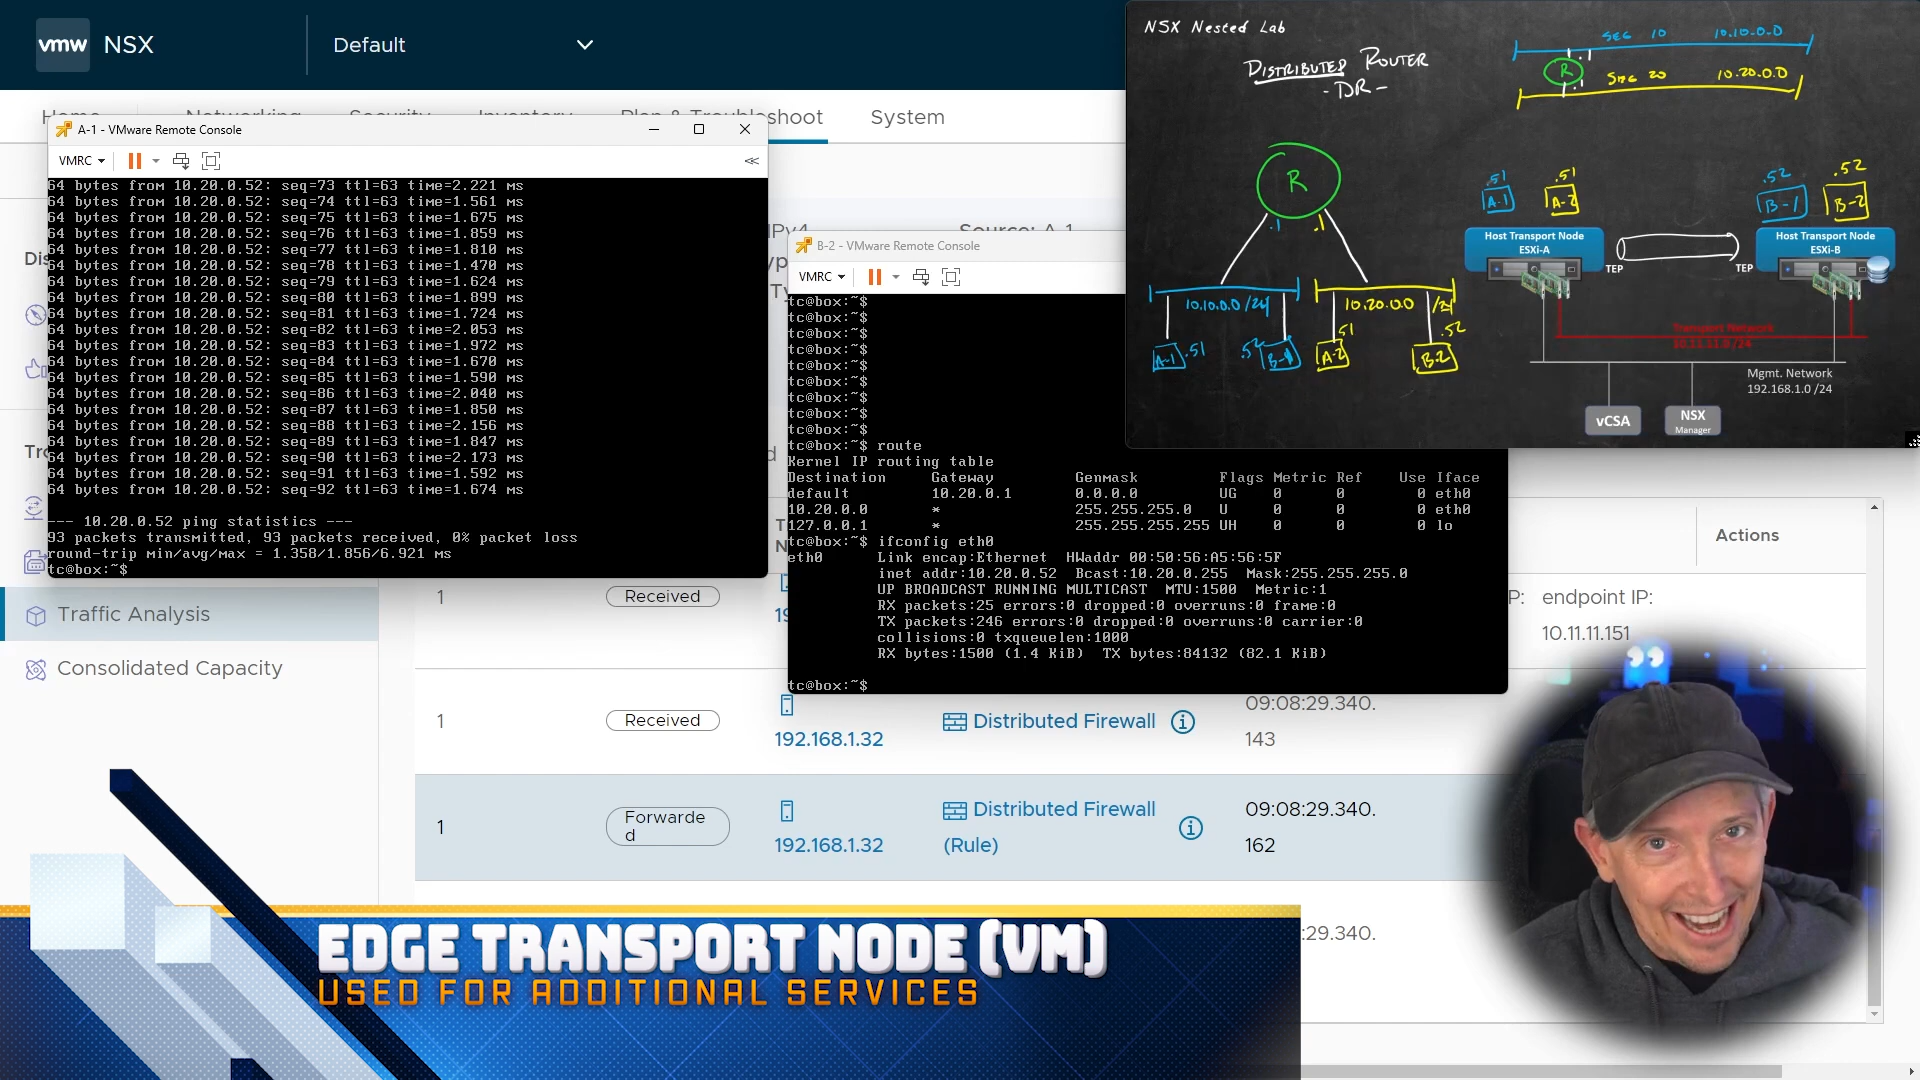 vmw NSX
Default
Home Networking Security Inventory Plan & Troubleshoot System
A-1 - VMware Remote Console
VMRC
64 bytes from 10.20.0.52: seq=73 ttl=63 time=2.221 ms
64 bytes from 10.20.0.52: seq=74 ttl=63 time=1.561 ms
64 bytes from 10.20.0.52: seq=75 ttl=63 time=1.675 ms
64 bytes from 10.20.0.52: seq=76 ttl=63 time=1.859 ms
64 bytes from 10.20.0.52: seq=77 ttl=63 time=1.810 ms
64 bytes from 10.20.0.52: seq=78 ttl=63 time=1.470 ms
64 bytes from 10.20.0.52: seq=79 ttl=63 time=1.624 ms
64 bytes from 10.20.0.52: seq=80 ttl=63 time=1.899 ms
64 bytes from 10.20.0.52: seq=81 ttl=63 time=1.724 ms
64 bytes from 10.20.0.52: seq=82 ttl=63 time=2.053 ms
64 bytes from 10.20.0.52: seq=83 ttl=63 time=1.972 ms
64 bytes from 10.20.0.52: seq=84 ttl=63 time=1.670 ms
64 bytes from 10.20.0.52: seq=85 ttl=63 time=1.590 ms
64 bytes from 10.20.0.52: seq=86 ttl=63 time=2.040 ms
64 bytes from 10.20.0.52: seq=87 ttl=63 time=1.850 ms
64 bytes from 10.20.0.52: seq=88 ttl=63 time=2.156 ms
64 bytes from 10.20.0.52: seq=89 ttl=63 time=1.847 ms
64 bytes from 10.20.0.52: seq=90 ttl=63 time=2.173 ms
64 bytes from 10.20.0.52: seq=91 ttl=63 time=1.592 ms
64 bytes from 10.20.0.52: seq=92 ttl=63 time=1.674 ms
--- 10.20.0.52 ping statistics ---
93 packets transmitted, 93 packets received, 0% packet loss
round-trip min/avg/max = 1.358/1.856/6.921 ms
tc@box:~$
IPv4 Source: A-1
B-2 - VMware Remote Console
VMRC
tc@box:~$
tc@box:~$
tc@box:~$
tc@box:~$
tc@box:~$
tc@box:~$
tc@box:~$
tc@box:~$
tc@box:~$
tc@box:~$ route
Kernel IP routing table
Destination Gateway Genmask Flags Metric Ref Use Iface
default 10.20.0.1 0.0.0.0 UG 0 0 0 eth0
10.20.0.0 * 255.255.255.0 U 0 0 0 eth0
127.0.0.1 * 255.255.255.255 UH 0 0 0 lo
tc@box:~$ ifconfig eth0
eth0 Link encap:Ethernet HWaddr 00:50:56:A5:56:5F
inet addr:10.20.0.52 Bcast:10.20.0.255 Mask:255.255.255.0
UP BROADCAST RUNNING MULTICAST MTU:1500 Metric:1
RX packets:25 errors:0 dropped:0 overruns:0 frame:0
TX packets:246 errors:0 dropped:0 overruns:0 carrier:0
collisions:0 txqueuelen:1000
RX bytes:1500 (1.4 KiB) TX bytes:84132 (82.1 KiB)
tc@box:~$
NSX Nested Lab
DISTRIBUTED ROUTER
-DR-
SEG 10 10.10.0.0
.1
R SEG 20 10.20.0.0
.1
R
.1 .1
10.10.0.0 /24 10.20.0.0 /24
A-1 .51 .52 B-1 .51 A-2 .52 B-2
.51 .51 .52 .52
A-1 A-2 B-1 B-2
Host Transport Node
ESXi-A
Host Transport Node
ESXi-B
TEP TEP
Transport Network
10.11.11.0 /24
Mgmt. Network
192.168.1.0 /24
vCSA
NSX
Manager
Actions
Traffic Analysis
Consolidated Capacity
1 Received
P: endpoint IP:
10.11.11.151
1 Received 192.168.1.32 Distributed Firewall 09:08:29.340.
143
1 Forwarde
d
192.168.1.32 Distributed Firewall
(Rule)
09:08:29.340.
162
:29.340.
EDGE TRANSPORT NODE (VM)
USED FOR ADDITIONAL SERVICES